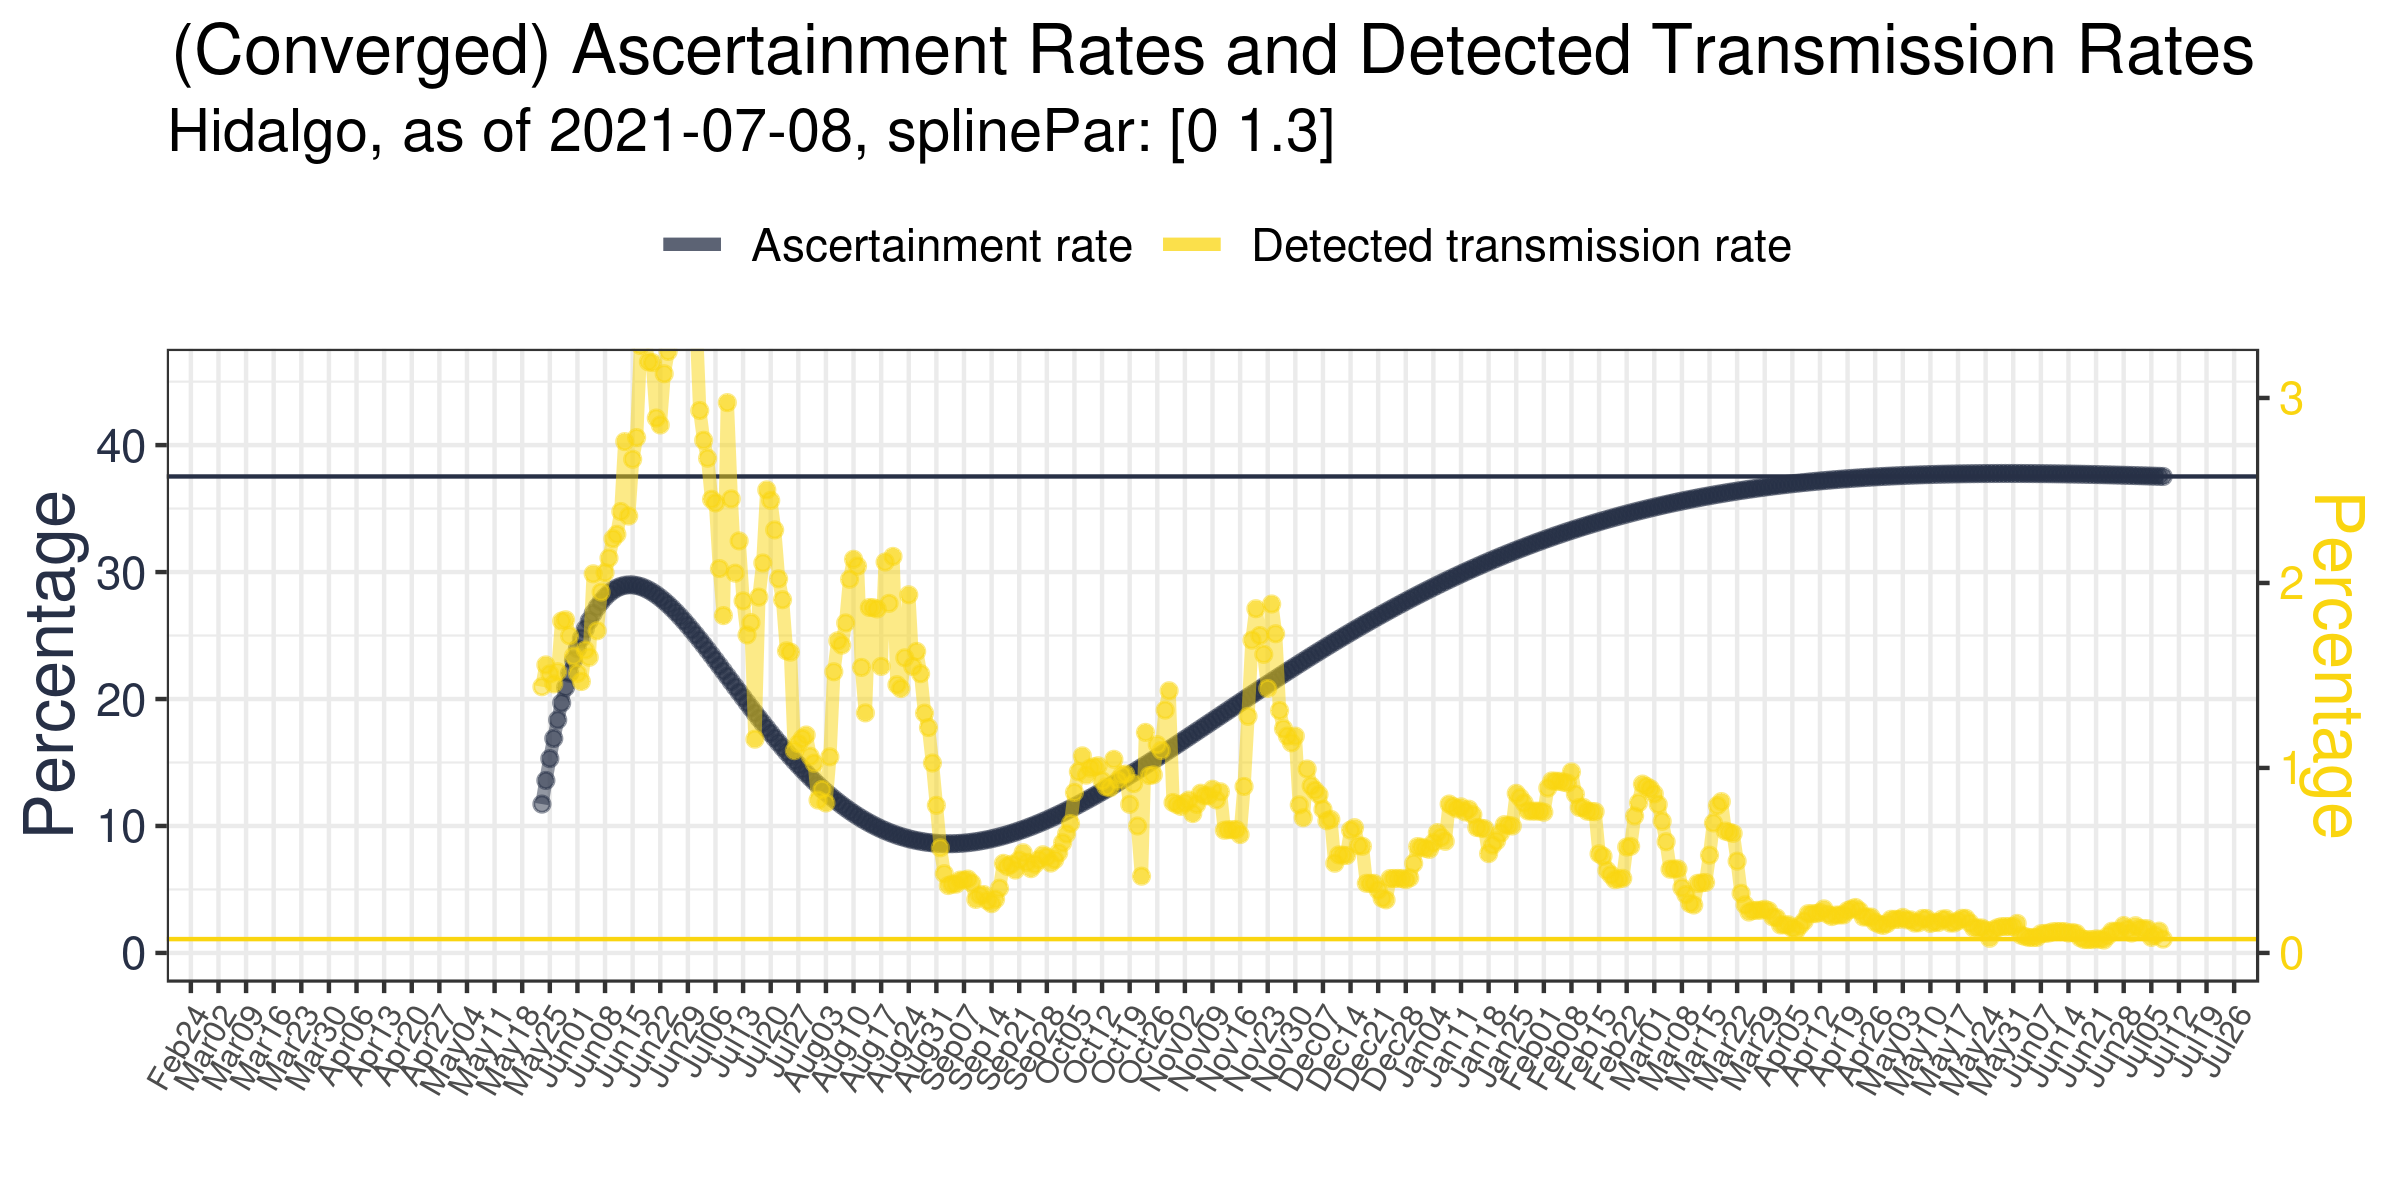 (Converged) Ascertainment Rates and Detected Transmission Rates
Hidalgo, as of 2021-07-08, splinePar: [0 1.3]
Ascertainment rate
Detected transmission rate
Percentage
40
30
20
10
0
3
2
1
0
Percentage
Feb24
Mar02
Mar09
Mar16
Mar23
Mar30
Apr06
Apr13
Apr20
Apr27
May04
May11
May18
May25
Jun01
Jun08
Jun15
Jun22
Jun29
Jul06
Jul13
Jul20
Jul27
Aug03
Aug10
Aug17
Aug24
Aug31
Sep07
Sep14
Sep21
Sep28
Oct05
Oct12
Oct19
Oct26
Nov02
Nov09
Nov16
Nov23
Nov30
Dec07
Dec14
Dec21
Dec28
Jan04
Jan11
Jan18
Jan25
Feb01
Feb08
Feb15
Feb22
Mar01
Mar08
Mar15
Mar22
Mar29
Apr05
Apr12
Apr19
Apr26
May03
May10
May17
May24
May31
Jun07
Jun14
Jun21
Jun28
Jul05
Jul12
Jul19
Jul26